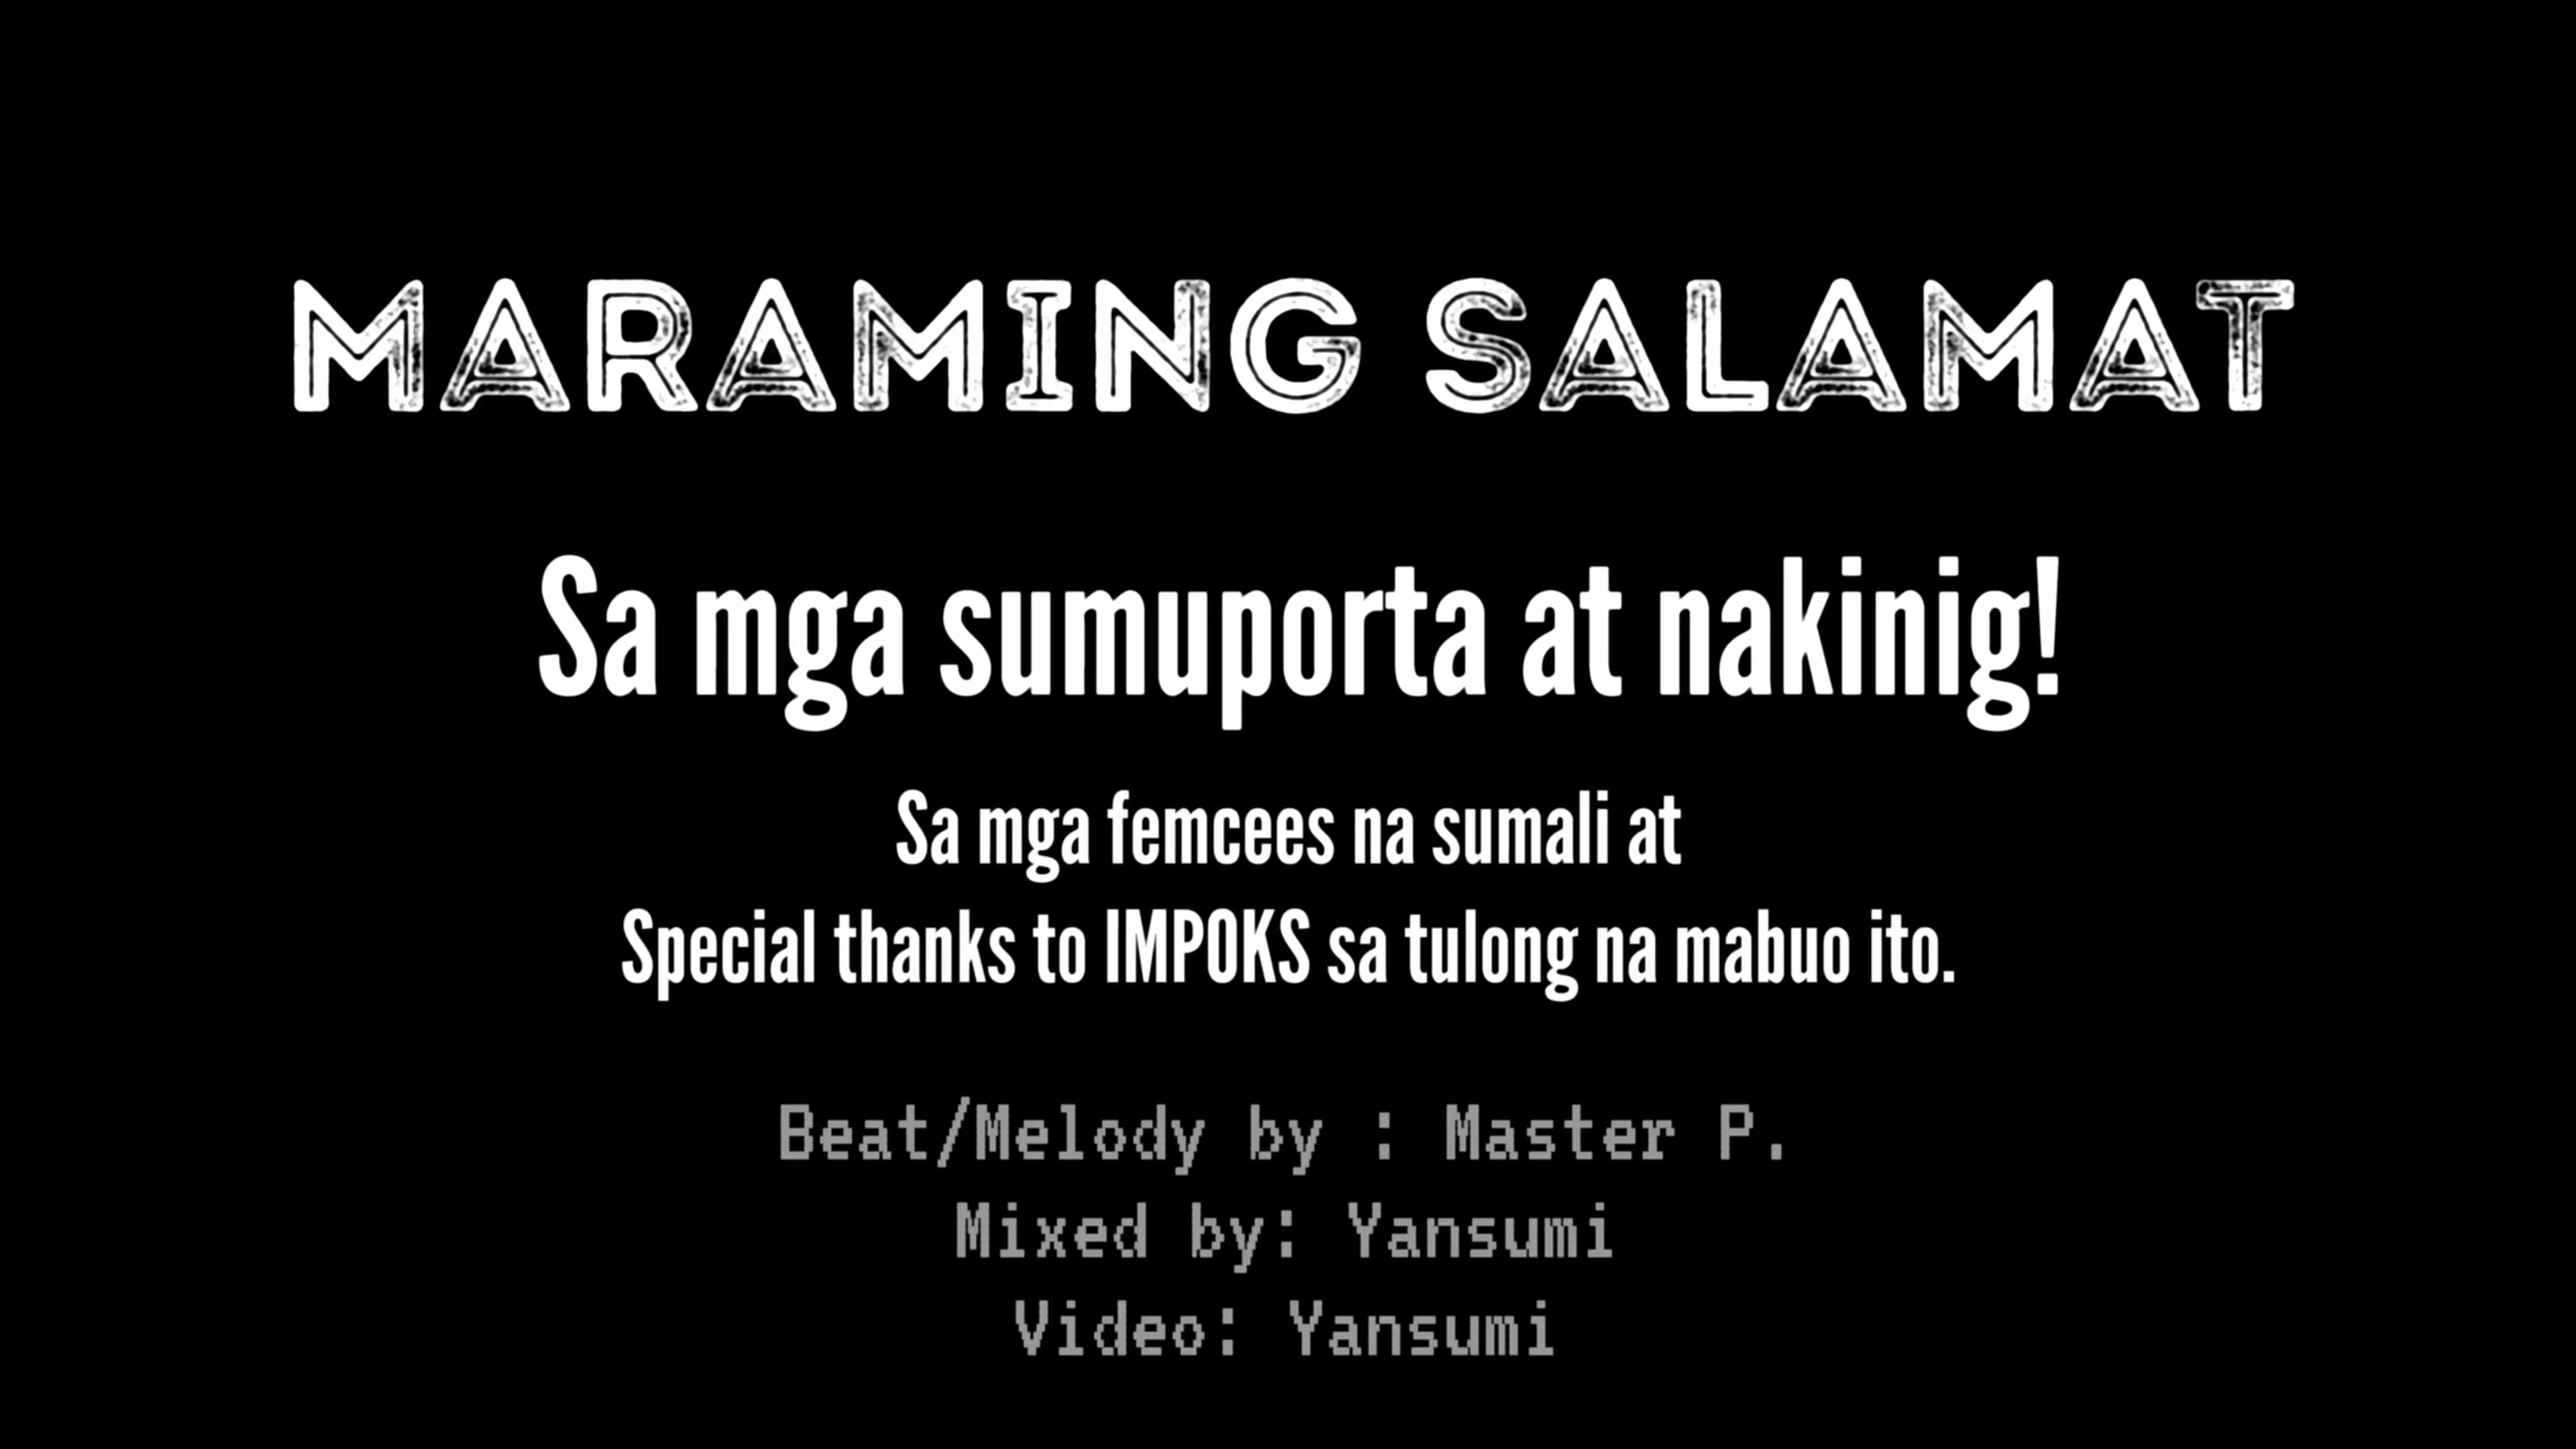 MARAMING SALAMAT
Sa mga sumuporta at nakinig!
Sa mga femcees na sumali at
Special thanks to IMPOKS sa tulong na mabuo ito.
Beat/Melody by : Master P.
Mixed by: Yansumi
Video: Yansumi